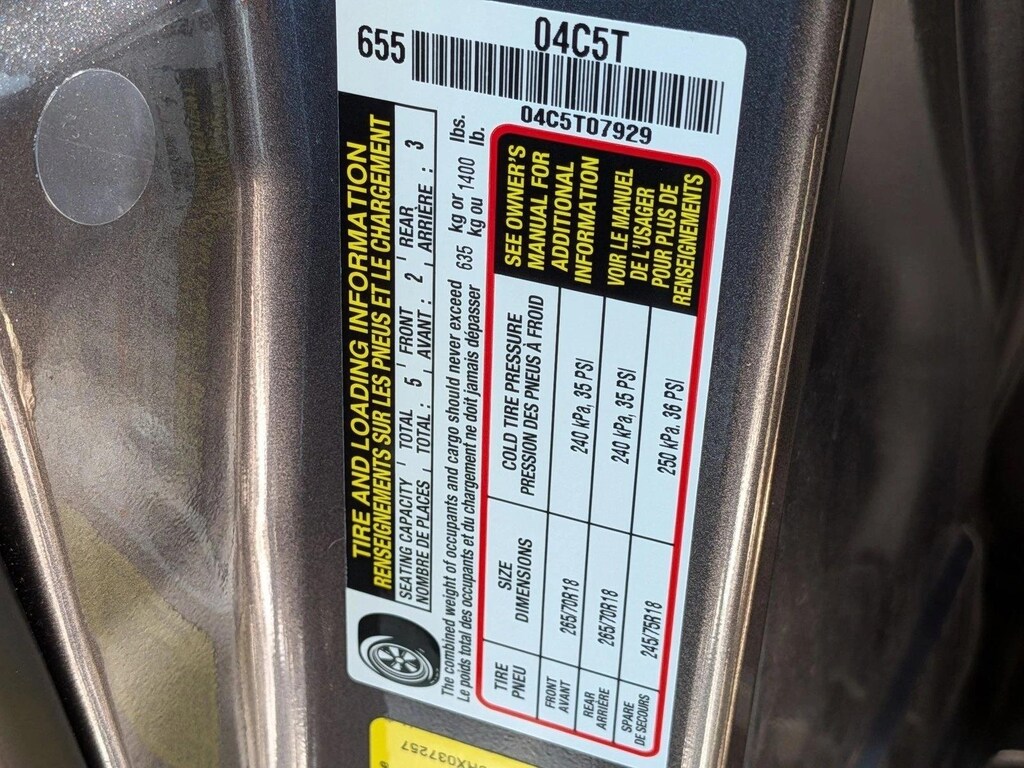 04C5T
655
04C5T07929
TIRE AND LOADING INFORMATION
RENSEIGNEMENTS SUR LES PNEUS ET LE CHARGEMENT
SEATING CAPACITY TOTAL 5 FRONT 2 REAR 3
NOMBRE DE PLACES TOTAL : AVANT : ARRIÈRE :
The combined weight of occupants and cargo should never exceed 635 kg or 1400 lbs.
Le poids total des occupants et du chargement ne doit jamais dépasser kg ou lb.
TIRE SIZE COLD TIRE PRESSURE
PNEU DIMENSIONS PRESSION DES PNEUS À FROID
FRONT 265/70R18 240 kPa, 35 PSI
AVANT
REAR 265/70R18 240 kPa, 35 PSI
ARRIÈRE
SPARE 245/75R18 250 kPa, 36 PSI
DE SECOURS
SEE OWNER'S
MANUAL FOR
ADDITIONAL
INFORMATION
VOIR LE MANUEL
DE L'USAGER
POUR PLUS DE
RENSEIGNEMENTS
RX037257